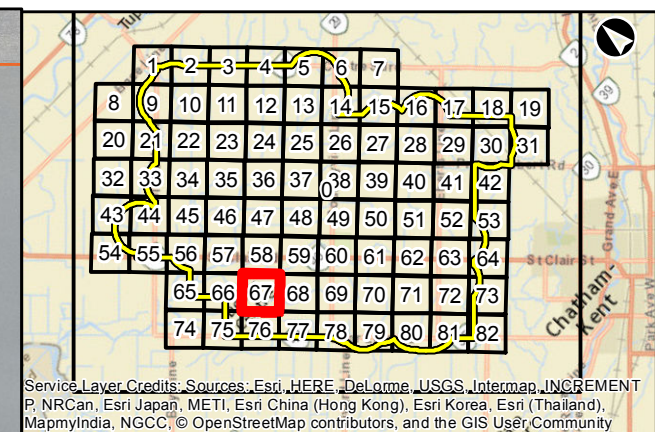 1 2 3 4 5 6 7
8 9 10 11 12 13 14 15 16 17 18 19
20 21 22 23 24 25 26 27 28 29 30 31
32 33 34 35 36 37 38 39 40 41 42
0
43 44 45 46 47 48 49 50 51 52 53
54 55 56 57 58 59 60 61 62 63 64
St Clair St
Grand Ave E
65 66 67 68 69 70 71 72 73
Chatham-
Kent
Park Ave W
74 75 76 77 78 79 80 81 82
Service Layer Credits: Sources: Esri, HERE, DeLorme, USGS, Intermap, INCREMENT
P, NRCan, Esri Japan, METI, Esri China (Hong Kong), Esri Korea, Esri (Thailand),
MapmyIndia, NGCC, © OpenStreetMap contributors, and the GIS User Community